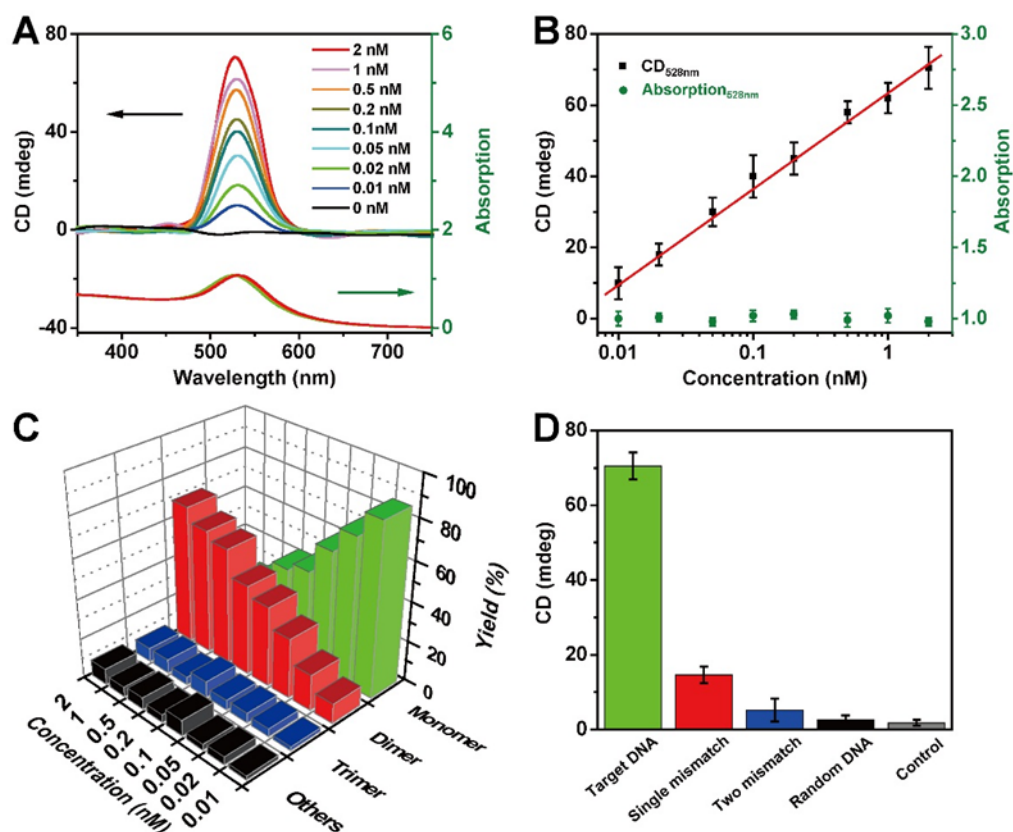 A
CD (mdeg)
80
40
0
-40
2 nM
1 nM
0.5 nM
0.2 nM
0.1nM
0.05 nM
0.02 nM
0.01 nM
0 nM
6
4
2
0
Absorption
400 500 600 700
Wavelength (nm)
B
CD (mdeg)
80
60
40
20
0
CD528nm
Absorption528nm
3.0
2.5
2.0
1.5
1.0
Absorption
0.01 0.1 1
Concentration (nM)
C
100
80
60
40
20
0
Yield (%)
2
1
0.5
0.2
0.1
0.05
0.02
0.01
Concentration (nM)
Monomer
Dimer
Trimer
Others
D
CD (mdeg)
80
60
40
20
0
Target DNA
Single mismatch
Two mismatch
Random DNA
Control